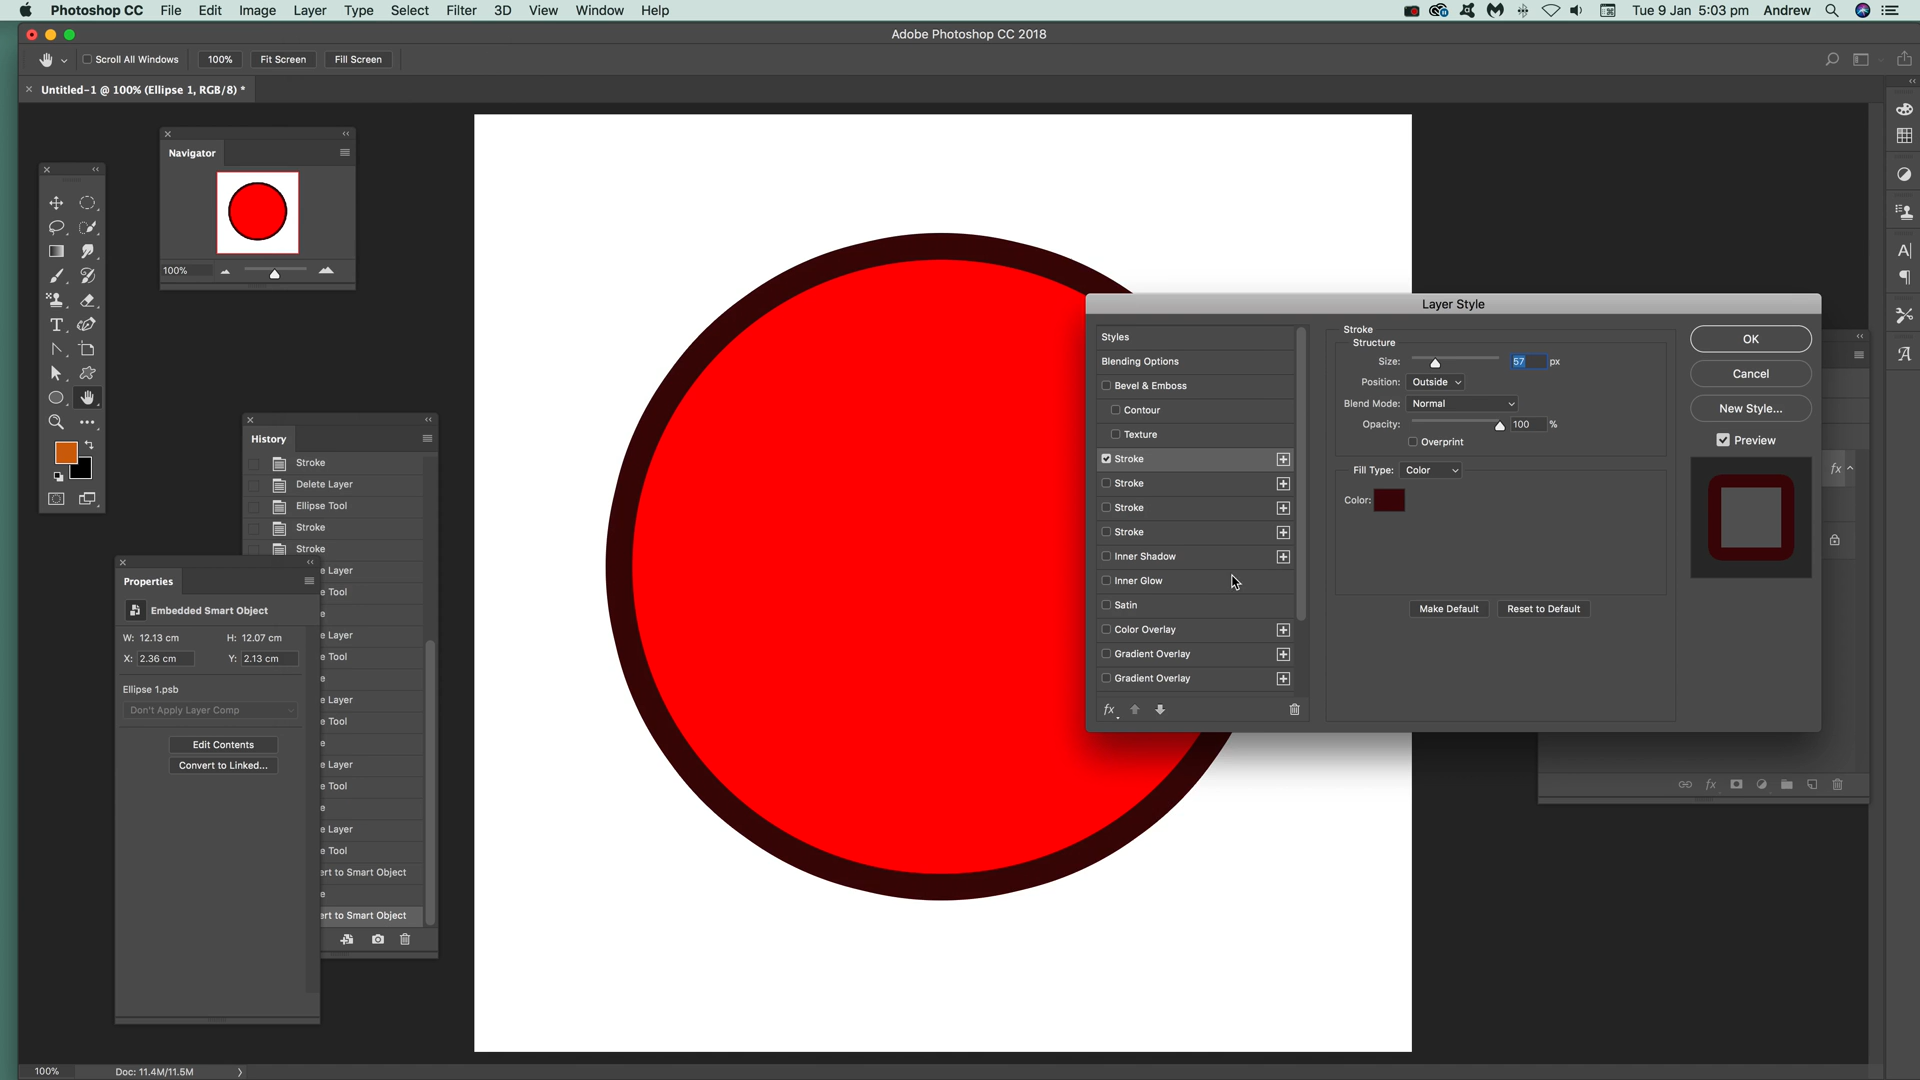 Photoshop CC File Edit Image Layer Type Select Filter 3D View Window Help Tue 9 Jan 5:03 pm Andrew
Adobe Photoshop CC 2018
Scroll All Windows 100% Fit Screen Fill Screen
Untitled-1 @ 100% (Ellipse 1, RGB/8) *
Navigator
100%
History
Stroke
Delete Layer
Ellipse Tool
Stroke
Stroke
e Layer
e Tool
e
e Layer
e Tool
e
e Layer
e Tool
e
e Layer
e Tool
e
e Layer
e Tool
ert to Smart Object
e
ert to Smart Object
Properties
Embedded Smart Object
W: 12.13 cm H: 12.07 cm
X: 2.36 cm Y: 2.13 cm
Ellipse 1.psb
Don't Apply Layer Comp
Edit Contents
Convert to Linked...
Layer Style
Styles
Blending Options
Bevel & Emboss
Contour
Texture
Stroke
Stroke
Stroke
Stroke
Inner Shadow
Inner Glow
Satin
Color Overlay
Gradient Overlay
Gradient Overlay
fx
Stroke
Structure
Size: 57 px
Position: Outside
Blend Mode: Normal
Opacity: 100 %
Overprint
Fill Type: Color
Color:
Make Default Reset to Default
OK
Cancel
New Style...
Preview
fx
fx
100% Doc: 11.4M/11.5M